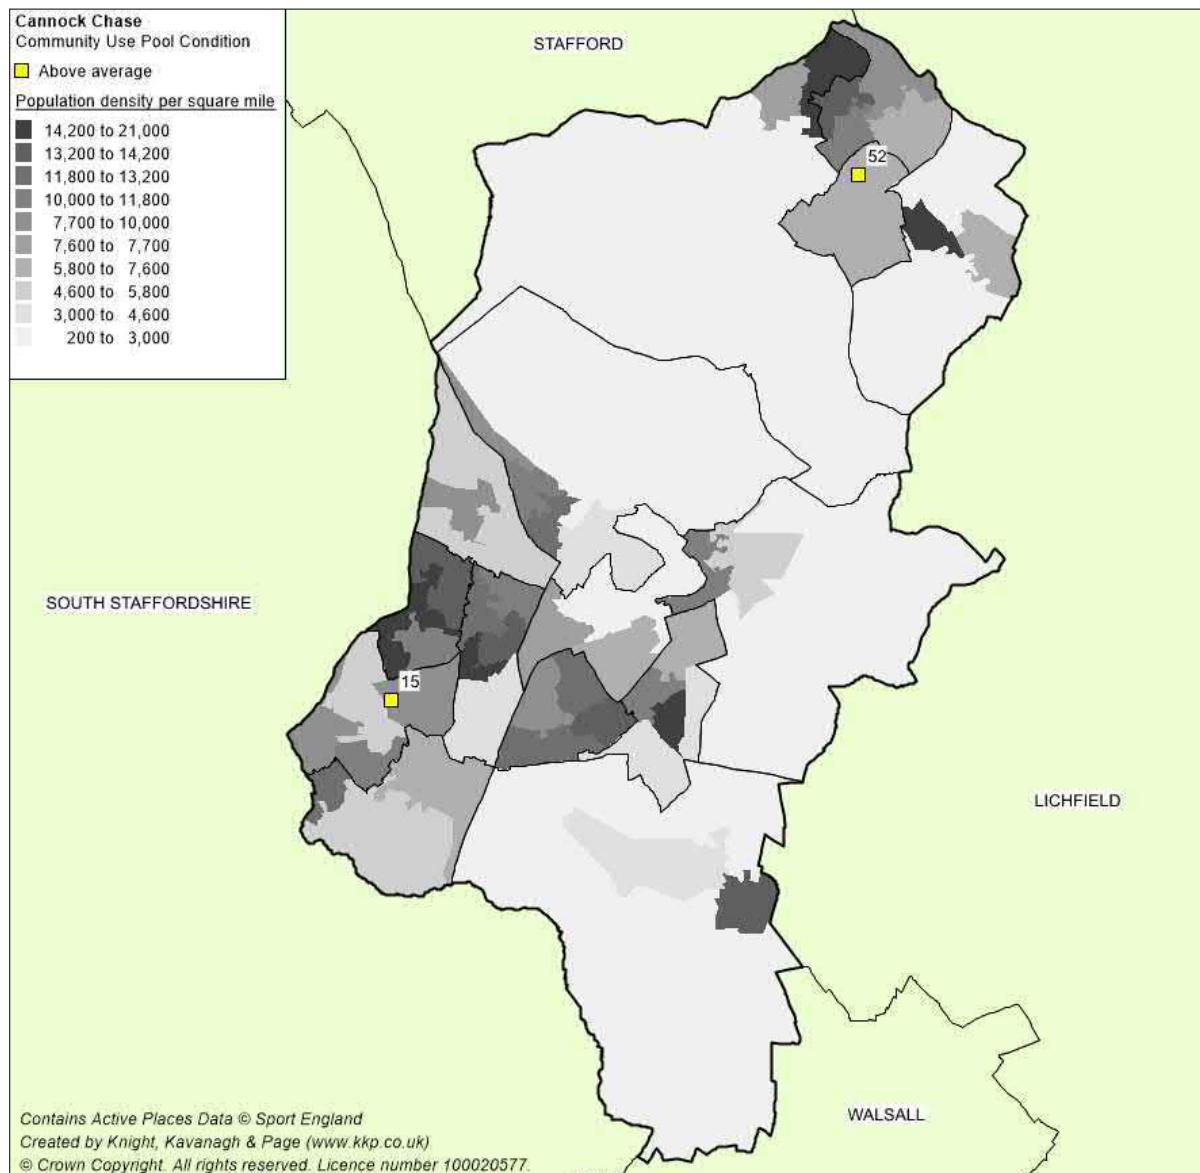 Cannock Chase
Community Use Pool Condition
Above average
Population density per square mile
14,200 to 21,000
13,200 to 14,200
11,800 to 13,200
10,000 to 11,800
7,700 to 10,000
7,600 to 7,700
5,800 to 7,600
4,600 to 5,800
3,000 to 4,600
200 to 3,000
STAFFORD
52
SOUTH STAFFORDSHIRE
15
LICHFIELD
WALSALL
Contains Active Places Data © Sport England
Created by Knight, Kavanagh & Page (www.kkp.co.uk)
© Crown Copyright. All rights reserved. Licence number 100020577.